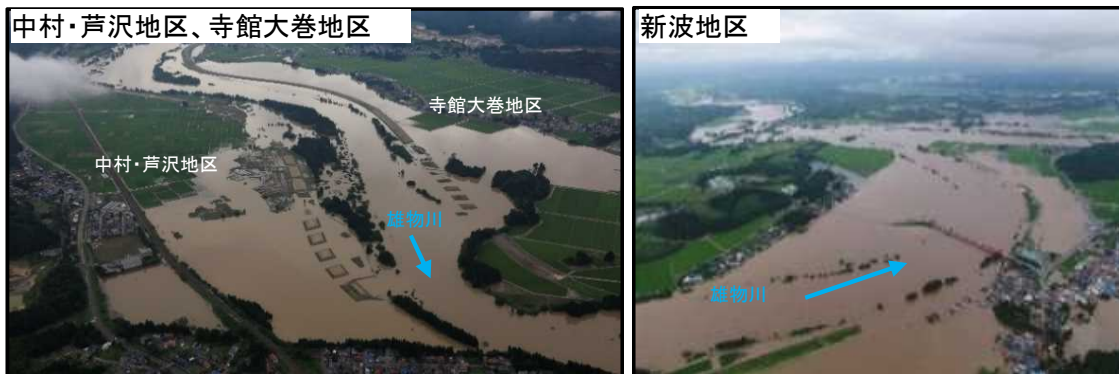 中村・芦沢地区、寺館大巻地区
寺館大巻地区
中村・芦沢地区
雄物川
新波地区
雄物川